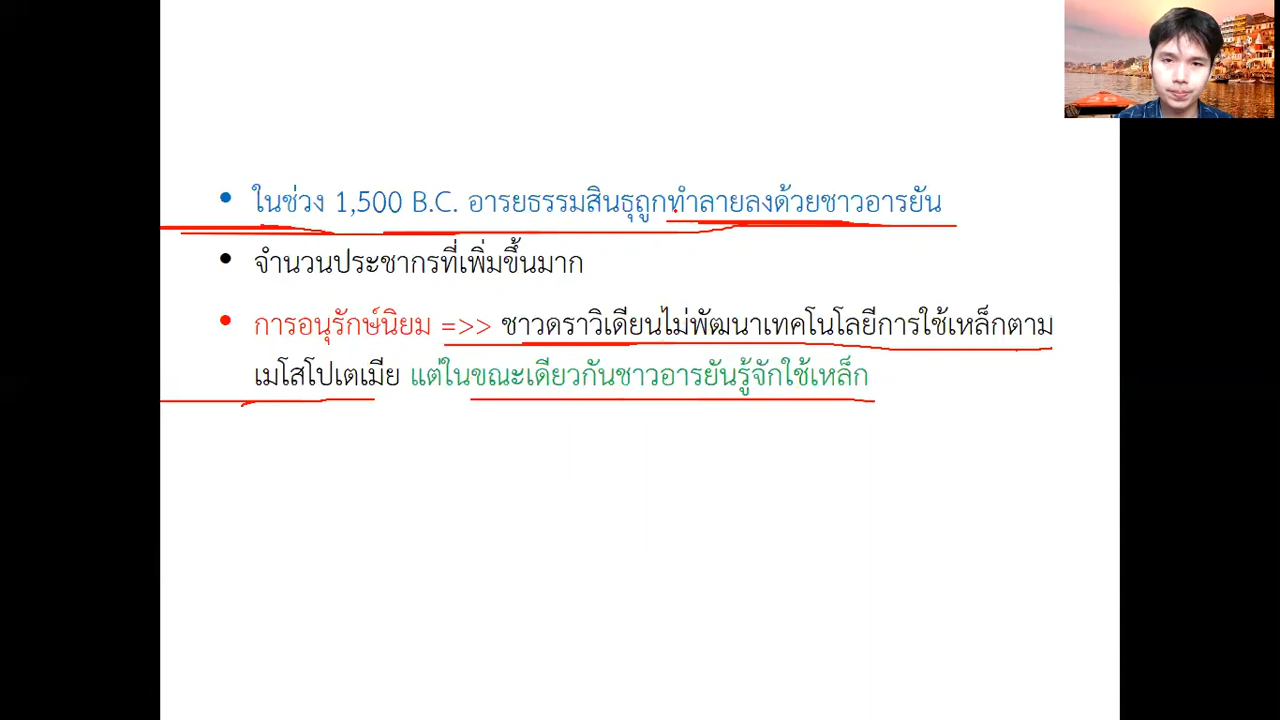 • ในช่วง 1,500 B.C. อารยธรรมสินธุถูกทำลายลงด้วยชาวอารยัน
• จำนวนประชากรที่เพิ่มขึ้นมาก
• การอนุรักษ์นิยม =>> ชาวดราวิเดียนไม่พัฒนาเทคโนโลยีการใช้เหล็กตาม
เมโสโปเตเมีย แต่ในขณะเดียวกันชาวอารยันรู้จักใช้เหล็ก